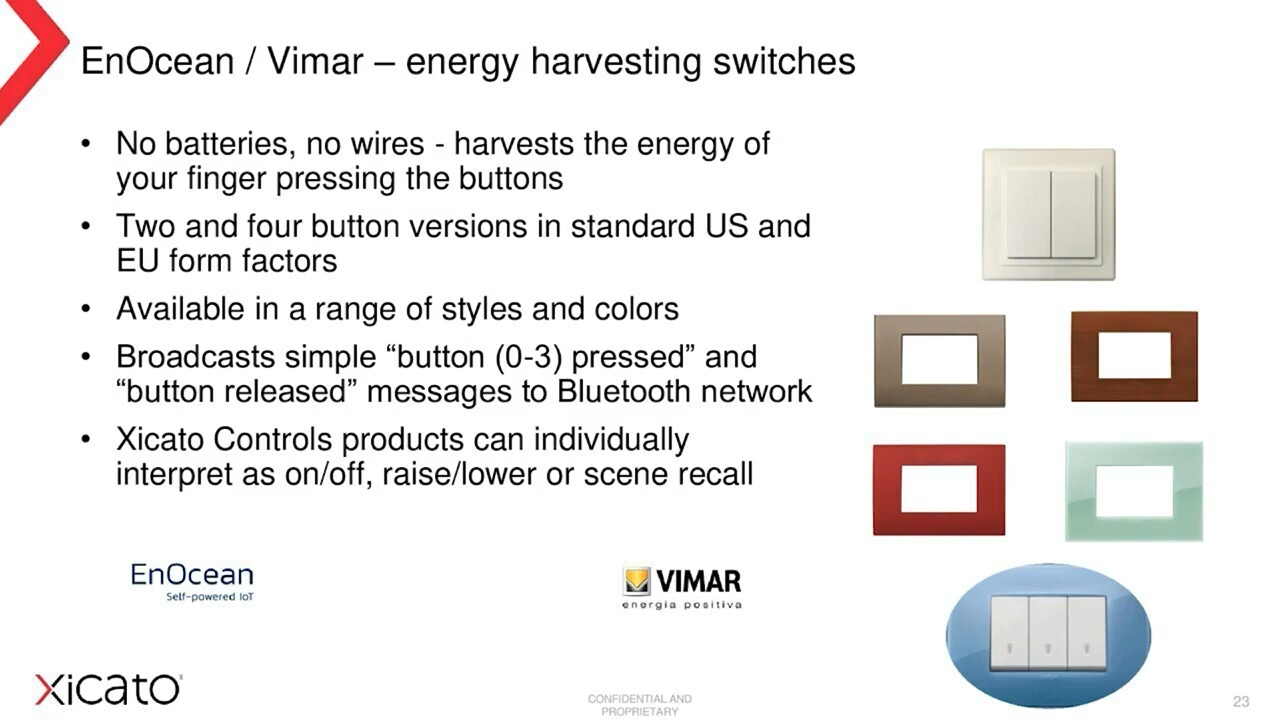 EnOcean / Vimar – energy harvesting switches
• No batteries, no wires - harvests the energy of
your finger pressing the buttons
• Two and four button versions in standard US and
EU form factors
• Available in a range of styles and colors
• Broadcasts simple “button (0-3) pressed” and
“button released” messages to Bluetooth network
• Xicato Controls products can individually
interpret as on/off, raise/lower or scene recall
EnOcean
Self-powered IoT
VIMAR
energia positiva
xicato
CONFIDENTIAL AND
PROPRIETARY
23